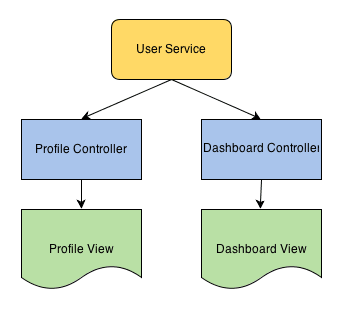 User Service
Profile Controller
Dashboard Controller
Profile View
Dashboard View